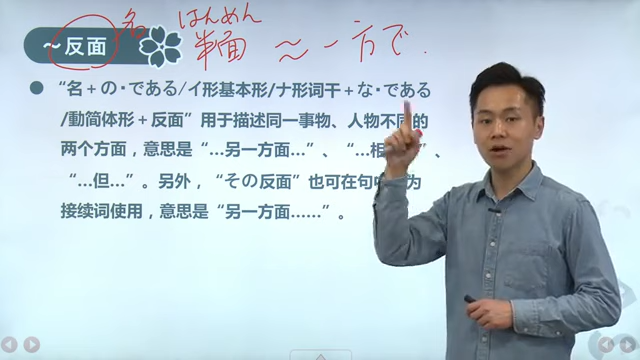 名 はんめん
～反面 半面 ～一方で.
“名＋の・である/イ形基本形/ナ形词干＋な・である
/動简体形＋反面”用于描述同一事物、人物不同的
两个方面，意思是“…另一方面…”、“…”、
“…但…”。另外，“その反面”也可在句为
接续词使用，意思是“另一方面……”。